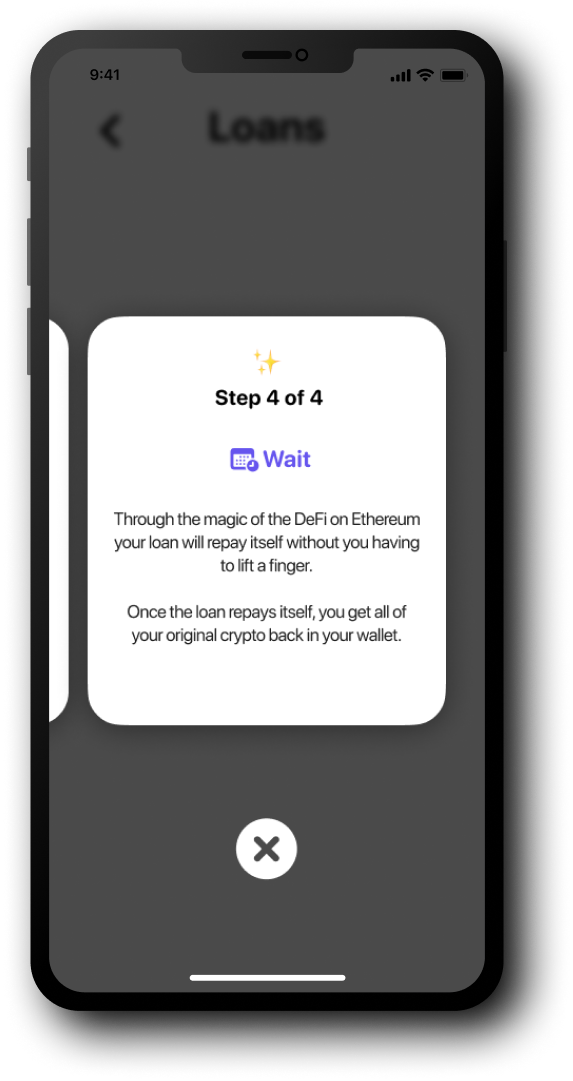 9:41
Loans
Step 4 of 4
Wait
Through the magic of the DeFi on Ethereum
your loan will repay itself without you having
to lift a finger.
Once the loan repays itself, you get all of
your original crypto back in your wallet.